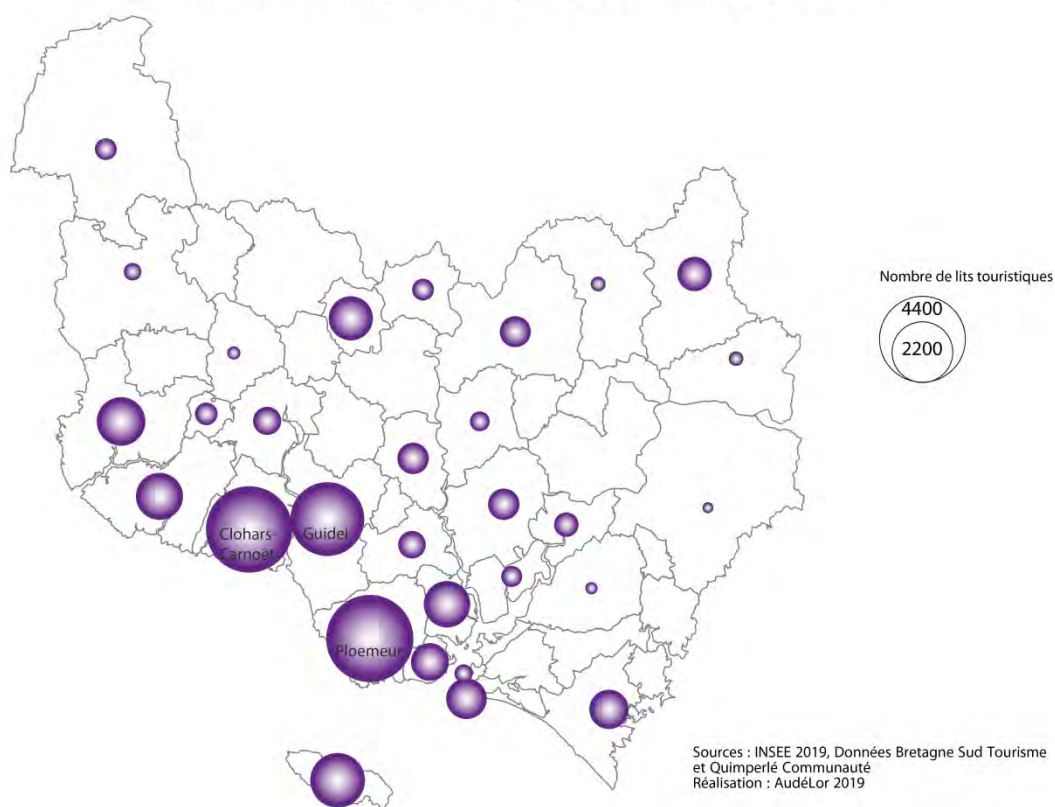 Nombre de lits touristiques
4400
2200
Clohars-
Carnoët
Guidel
Ploemeur
Sources : INSEE 2019, Données Bretagne Sud Tourisme
et Quimperlé Communauté
Réalisation : AudéLor 2019